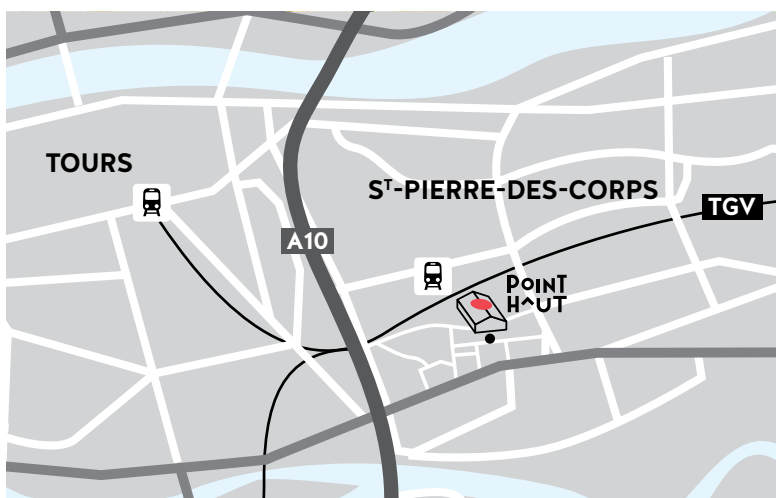 TOURS
Sᵀ-PIERRE-DES-CORPS
TGV
A10
POINT
H^UT